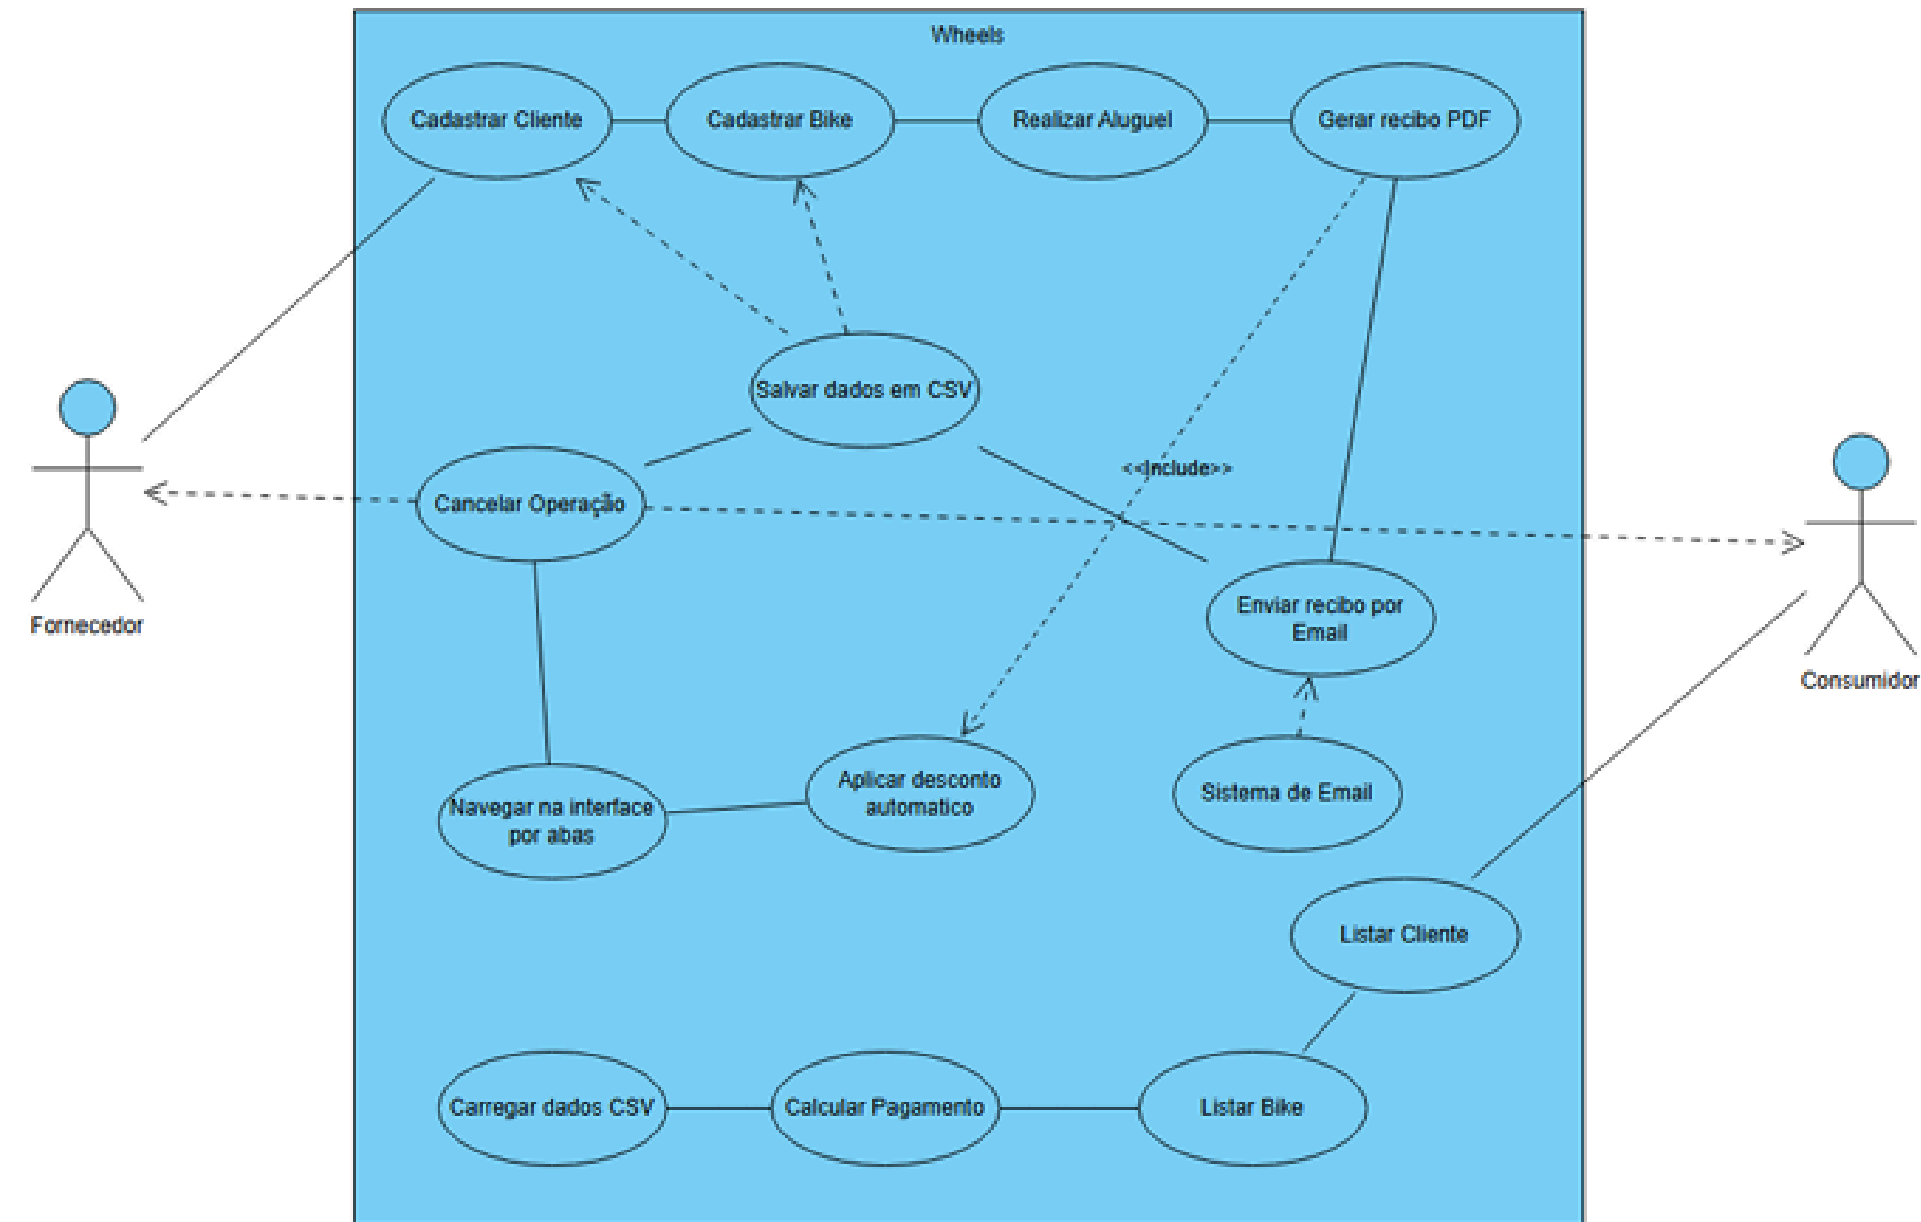 Wheels
Cadastrar Cliente
Cadastrar Bike
Realizar Aluguel
Gerar recibo PDF
Salvar dados em CSV
<<Include>>
Cancelar Operação
Fornecedor
Enviar recibo por
Email
Consumidor
Navegar na interface
por abas
Aplicar desconto
automatico
Sistema de Email
Listar Cliente
Carregar dados CSV
Calcular Pagamento
Listar Bike